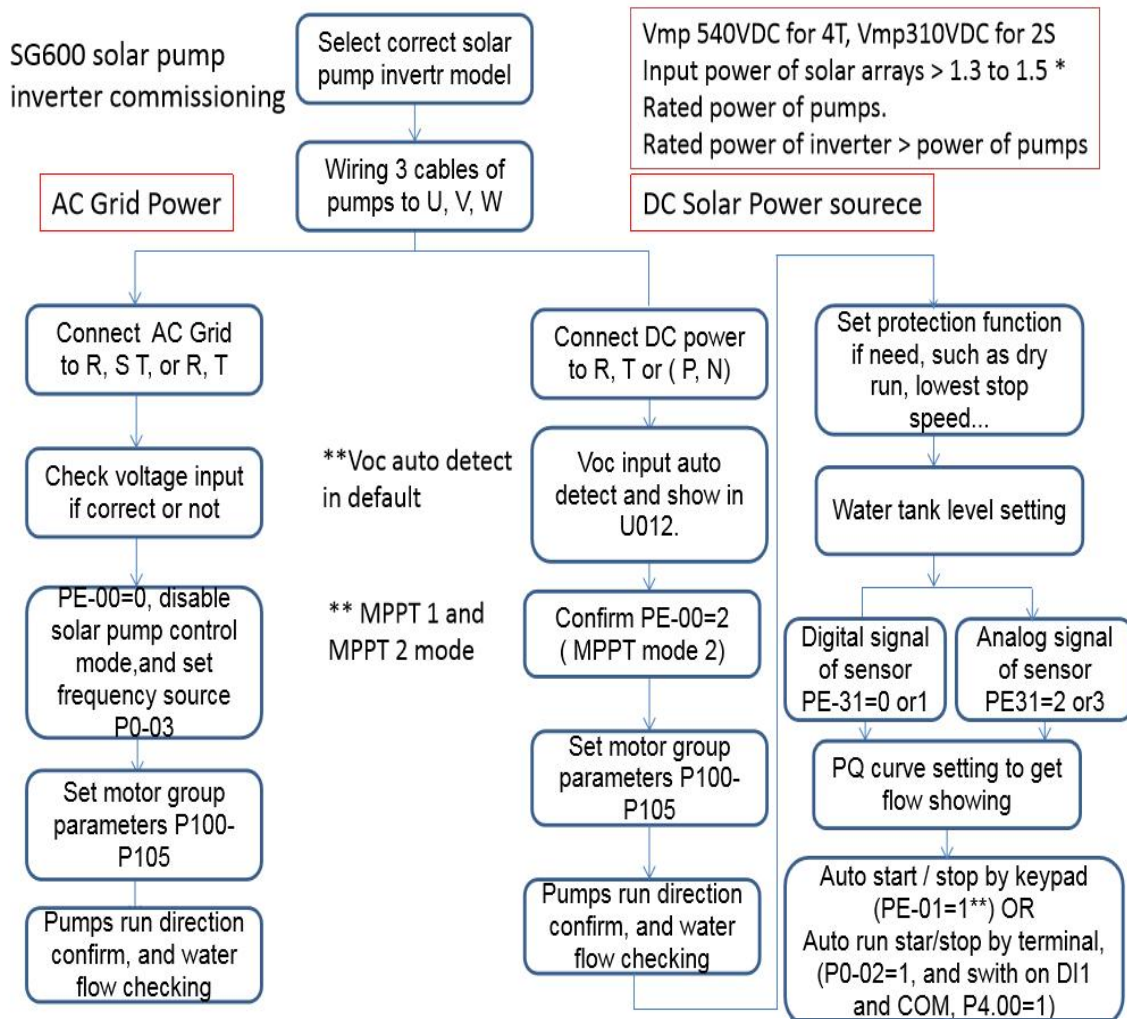 SG600 solar pump
inverter commissioning
Select correct solar
pump invertr model
Vmp 540VDC for 4T, Vmp310VDC for 2S
Input power of solar arrays > 1.3 to 1.5 *
Rated power of pumps.
Rated power of inverter > power of pumps
Wiring 3 cables of
pumps to U, V, W
AC Grid Power
DC Solar Power sourece
Connect AC Grid
to R, S T, or R, T
Check voltage input
if correct or not
PE-00=0, disable
solar pump control
mode,and set
frequency source
P0-03
Set motor group
parameters P100-
P105
Pumps run direction
confirm, and water
flow checking
Connect DC power
to R, T or ( P, N)
**Voc auto detect
in default
Voc input auto
detect and show in
U012.
** MPPT 1 and
MPPT 2 mode
Confirm PE-00=2
( MPPT mode 2)
Set motor group
parameters P100-
P105
Pumps run direction
confirm, and water
flow checking
Set protection function
if need, such as dry
run, lowest stop
speed...
Water tank level setting
Digital signal
of sensor
PE-31=0 or1
Analog signal
of sensor
PE31=2 or3
PQ curve setting to get
flow showing
Auto start / stop by keypad
(PE-01=1**) OR
Auto run star/stop by terminal,
(P0-02=1, and swith on DI1
and COM, P4.00=1)